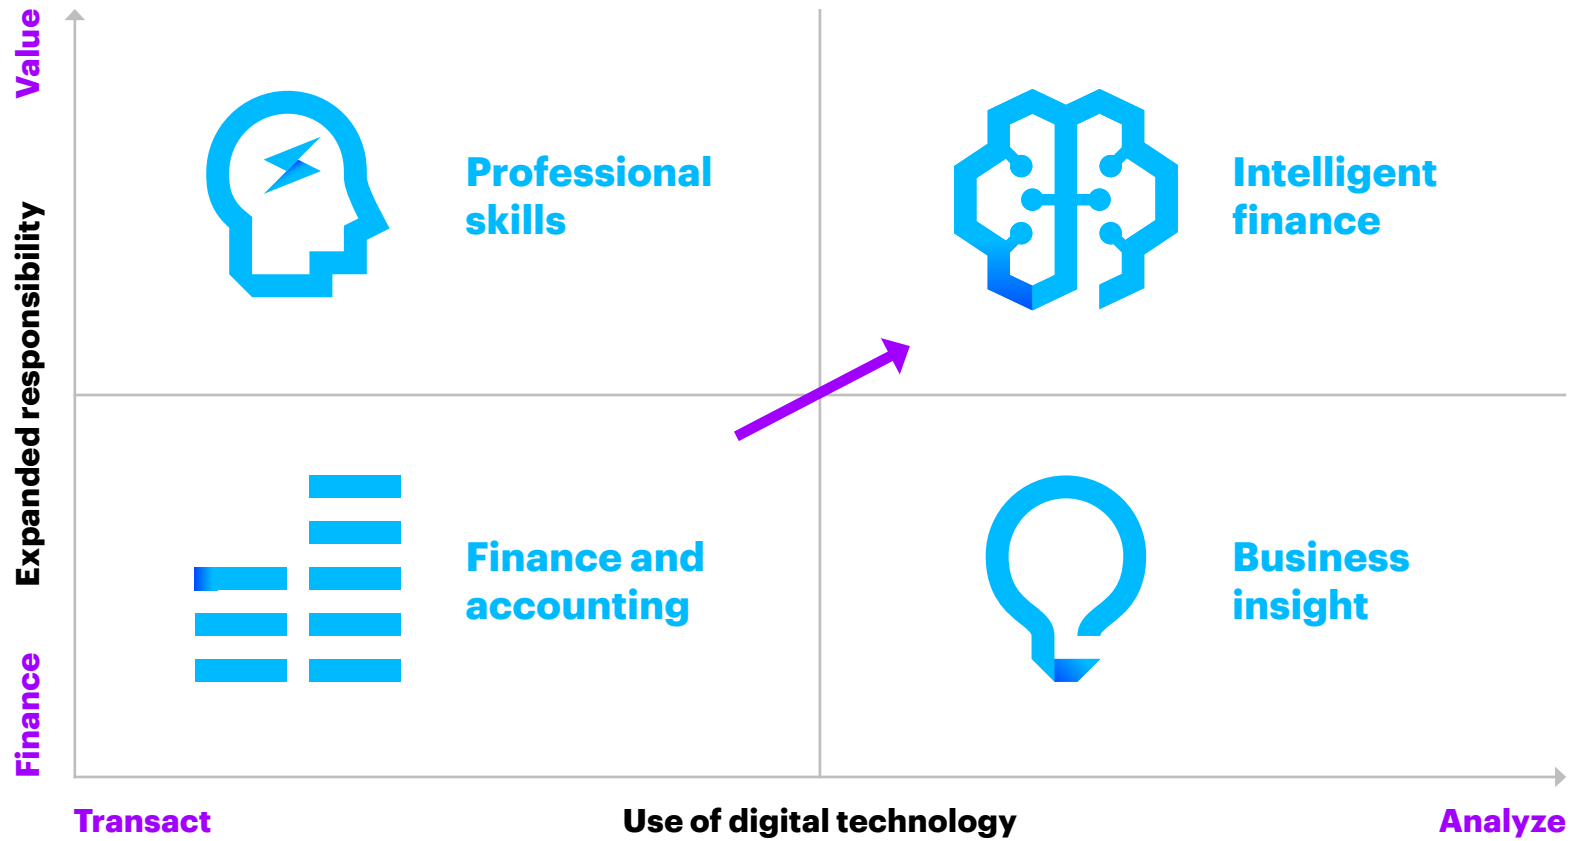 Value
Expanded responsibility
Finance
Professional
skills
Intelligent
finance
Finance and
accounting
Business
insight
Transact
Use of digital technology
Analyze